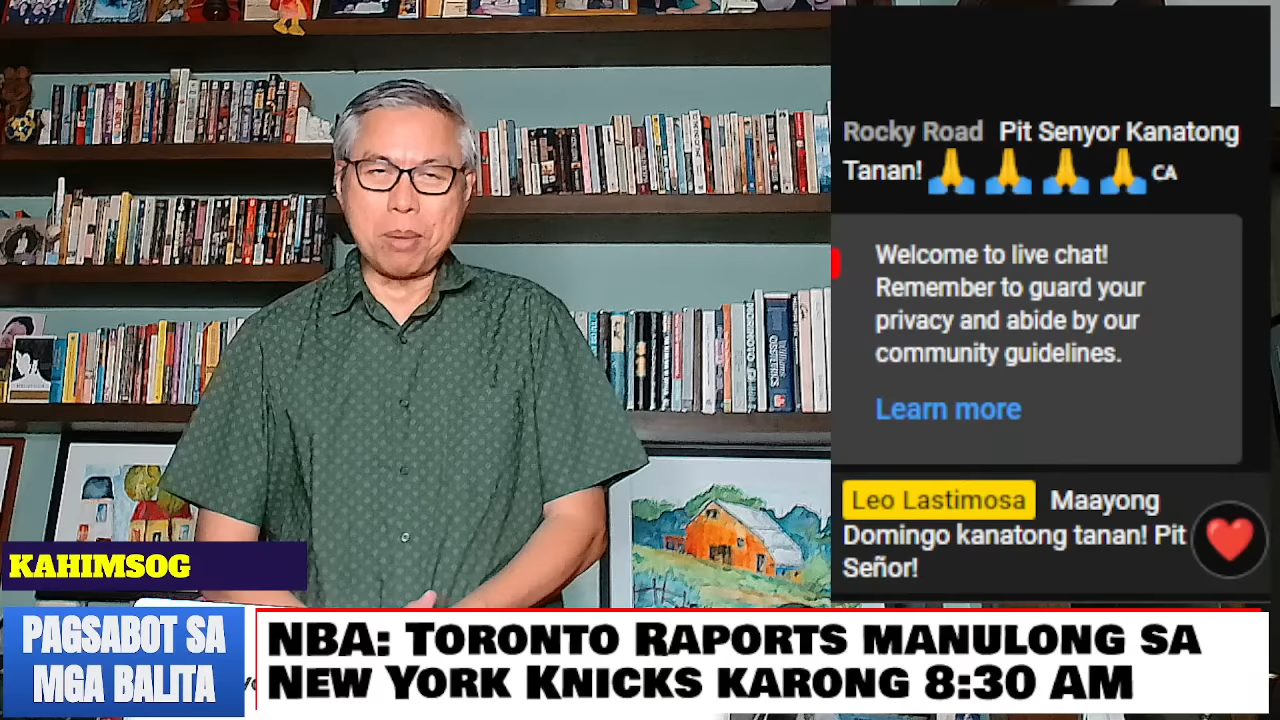 Rocky Road Pit Senyor Kanatong
Tanan! 🙏 🙏 🙏 🙏 CA
Welcome to live chat!
Remember to guard your
privacy and abide by our
community guidelines.
Learn more
Leo Lastimosa Maayong
Domingo kanatong tanan! Pit
Señor!
KAHIMSOG
PAGSABOT SA
MGA BALITA
NBA: TORONTO RAPORTS MANULONG SA
NEW YORK KNICKS KARONG 8:30 AM